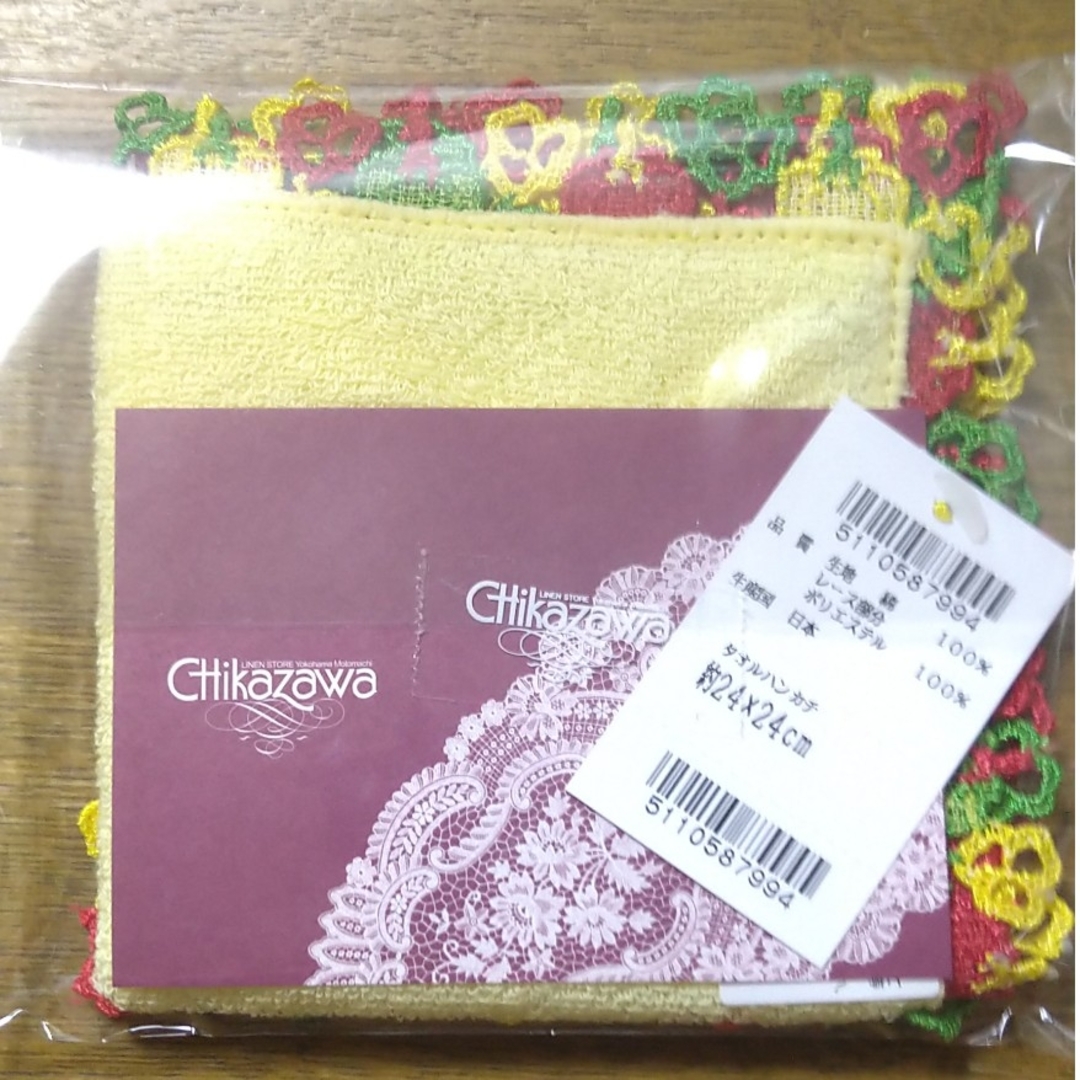 LINEN STORE Yokohama Motomachi
Chikazawa
LINEN STORE
Chikazawa
5110587994
品質 生地 綿 100%
レース部分
ポリエステル 100%
生産国 日本
タオルハンカチ
約24×24cm
5110587994